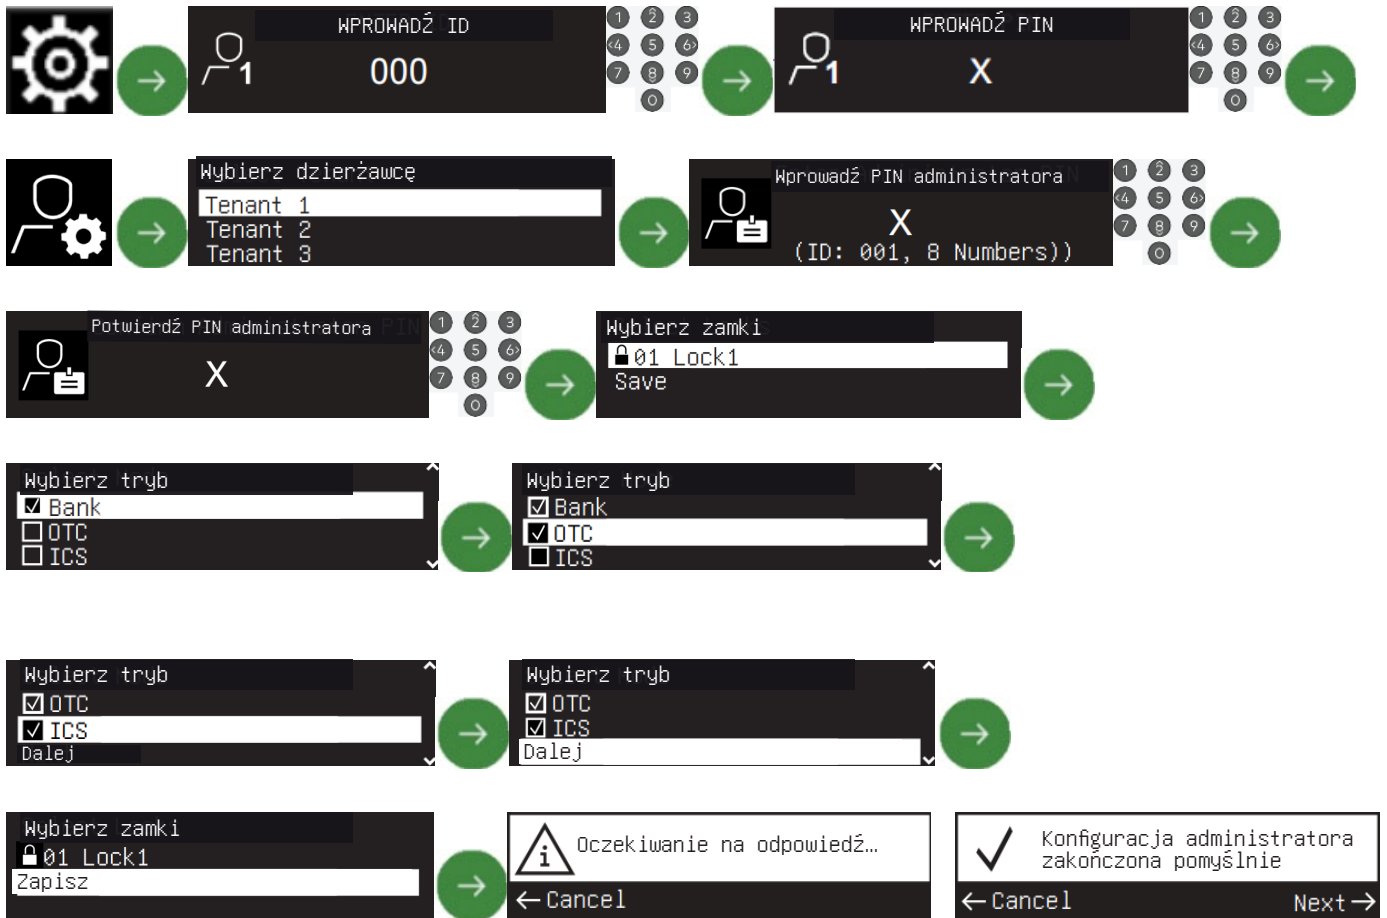 WPROWADŹ ID
000
1
1 2 3
4 5 6
7 8 9
0
WPROWADŹ PIN
X
1
1 2 3
4 5 6
7 8 9
0
Wybierz dzierżawcę
Tenant 1
Tenant 2
Tenant 3
Wprowadź PIN administratora
X
(ID: 001, 8 Numbers))
1 2 3
4 5 6
7 8 9
0
Potwierdź PIN administratora
X
1 2 3
4 5 6
7 8 9
0
Wybierz zamki
01 Lock1
Save
Wybierz tryb
Bank
OTC
ICS
Wybierz tryb
Bank
OTC
ICS
Wybierz tryb
OTC
ICS
Dalej
Wybierz tryb
OTC
ICS
Dalej
Wybierz zamki
01 Lock1
Zapisz
Oczekiwanie na odpowiedź...
←Cancel
Konfiguracja administratora
zakończona pomyślnie
←Cancel Next→